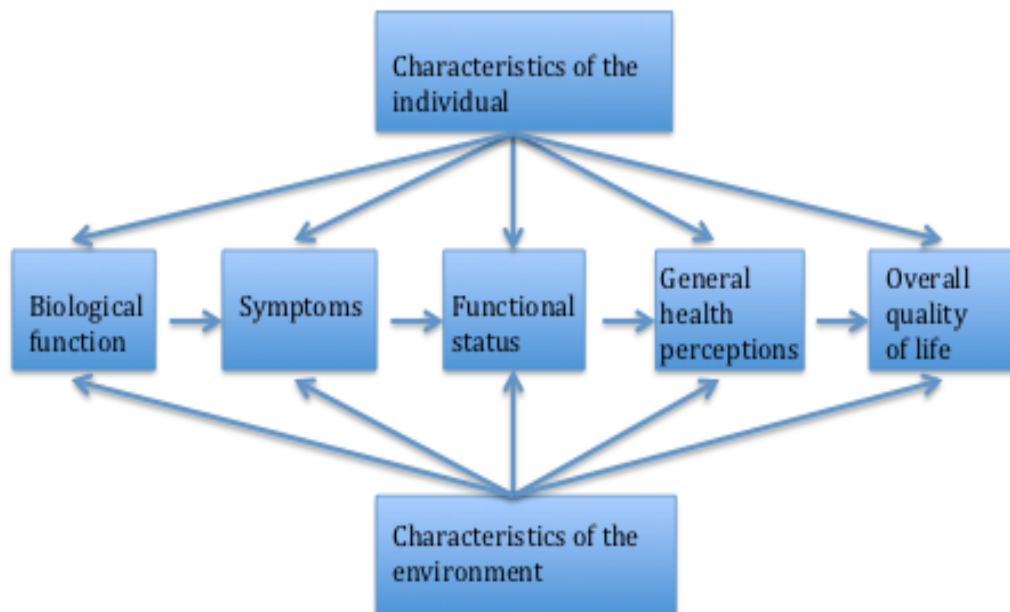 Characteristics of the
individual
Biological
function
Symptoms
Functional
status
General
health
perceptions
Overall
quality
of life
Characteristics of the
environment